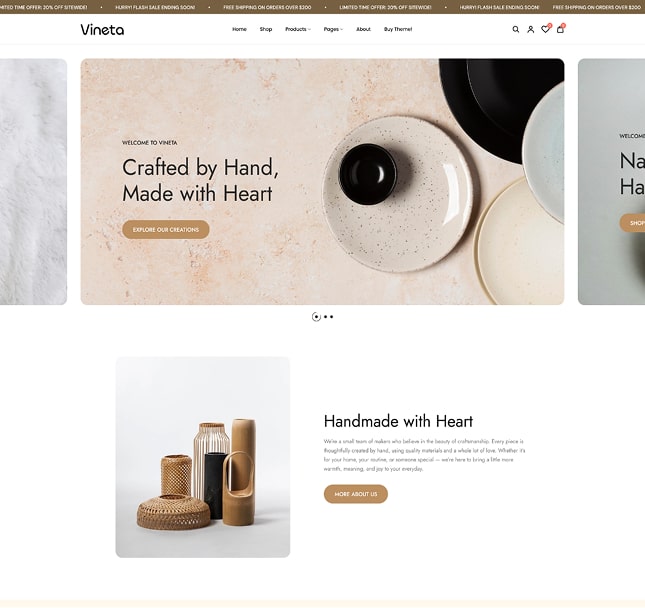 LIMITED TIME OFFER: 20% OFF SITEWIDE! • HURRY! FLASH SALE ENDING SOON! • FREE SHIPPING ON ORDERS OVER $200 • LIMITED TIME OFFER: 20% OFF SITEWIDE! • HURRY! FLASH SALE ENDING SOON! • FREE SHIPPING ON ORDERS OVER $200
Vineta Home Shop Products Pages About Buy Theme!
WELCOME TO VINETA
Crafted by Hand,
Made with Heart
EXPLORE OUR CREATIONS
WELCOME
Na
Ha
SHOP
Handmade with Heart
We're a small team of makers who believe in the beauty of craftsmanship. Every piece is
thoughtfully created by hand, using quality materials and a whole lot of love. Whether it's
for your home, your routine, or someone special — we're here to bring a little more
warmth, meaning, and joy to your everyday.
MORE ABOUT US